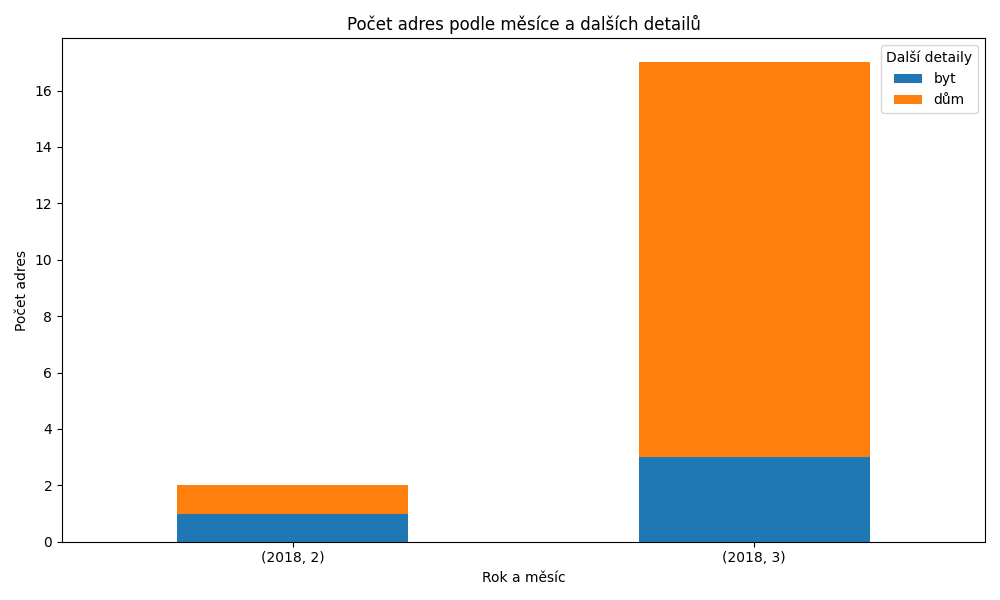 Počet adres podle měsíce a dalších detailů
Další detaily
byt
dům
Počet adres
16
14
12
10
8
6
4
2
0
(2018, 2)
(2018, 3)
Rok a měsíc